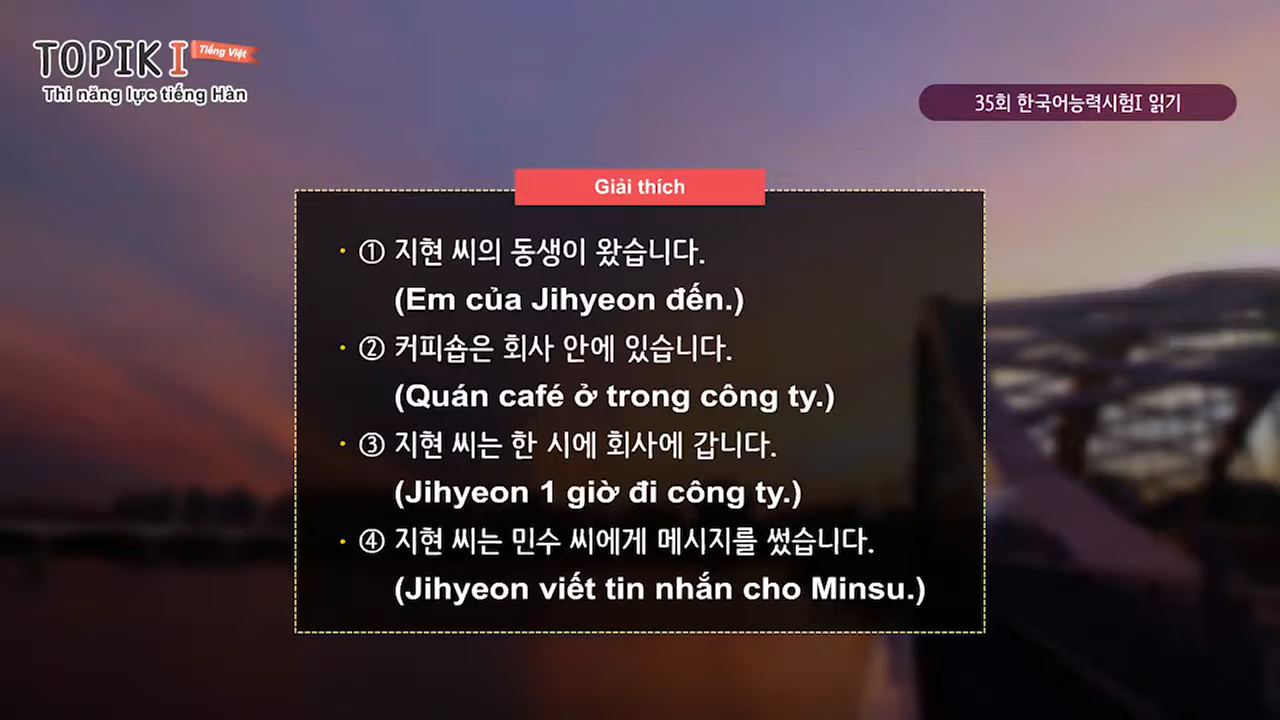 TOPIK I Tiếng Việt
Thi năng lực tiếng Hàn
35회 한국어능력시험I 읽기
Giải thích
· ① 지현 씨의 동생이 왔습니다.
(Em của Jihyeon đến.)
· ② 커피숍은 회사 안에 있습니다.
(Quán café ở trong công ty.)
· ③ 지현 씨는 한 시에 회사에 갑니다.
(Jihyeon 1 giờ đi công ty.)
· ④ 지현 씨는 민수 씨에게 메시지를 썼습니다.
(Jihyeon viết tin nhắn cho Minsu.)